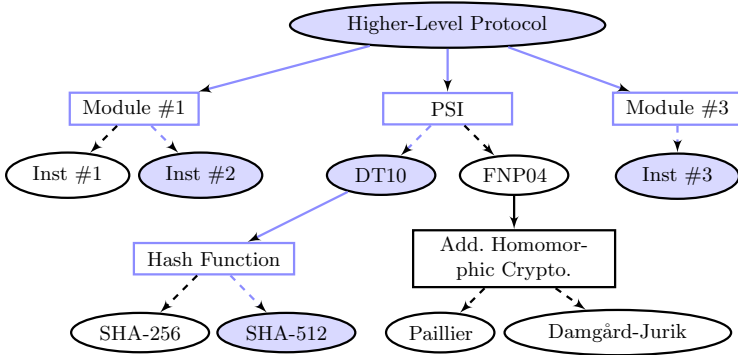 Higher-Level Protocol
Module #1
PSI
Module #3
Inst #1
Inst #2
DT10
FNP04
Inst #3
Hash Function
Add. Homomor-
phic Crypto.
SHA-256
SHA-512
Paillier
Damgård-Jurik